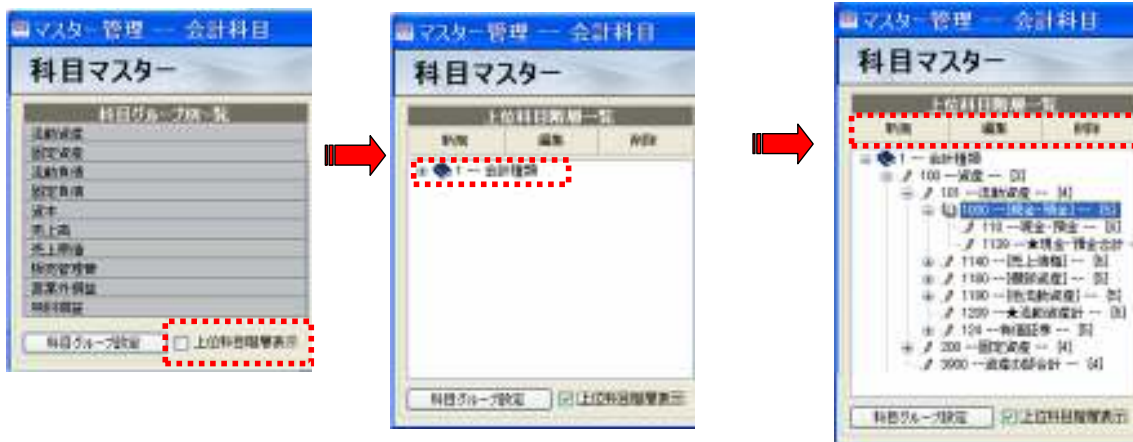 マスター管理 ー 会計科目
科目マスター
科目グループ別一覧
流動資産
固定資産
流動負債
固定負債
資本
売上高
売上原価
販売管理費
営業外損益
特別損益
科目グループ設定
上位科目階層表示
マスター管理 ー 会計科目
科目マスター
上位科目階層一覧
新規 編集 削除
1 -- 会計種類
科目グループ設定
上位科目階層表示
マスター管理 ー 会計科目
科目マスター
上位科目階層一覧
新規 編集 削除
1 -- 会計種類
100 --資産 -- [3]
101 --流動資産 -- [4]
1000 --[現金・預金] -- [5]
110 --現金・預金 -- [6]
1139 --★現金・預金合計 -
1140 --[売上債権] -- [5]
1160 --[棚卸資産] -- [5]
1190 --[他流動資産] -- [5]
1299 --★流動資産計 -- [5]
124 --有価証券 -- [5]
200 --固定資産 -- [4]
3900 --資産の部合計 -- [4]
科目グループ設定
上位科目階層表示